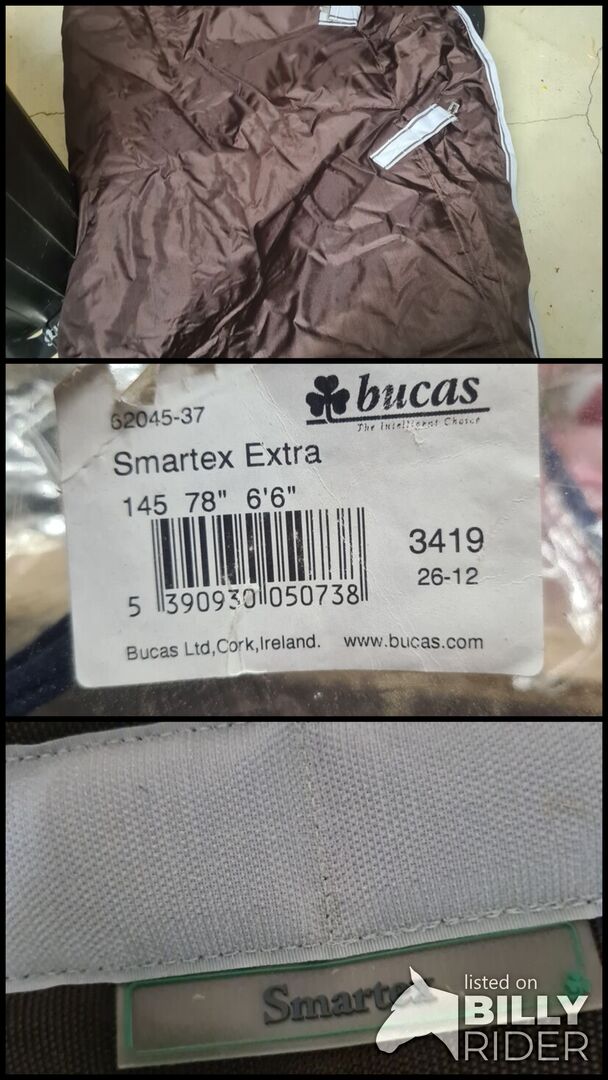 bucas
The Intelligent Choice
62045-37
Smartex Extra
145 78" 6'6"
3419
26-12
5 390930 050738
Bucas Ltd,Cork,Ireland. www.bucas.com
Smartex
listed on
BILLY
RIDER